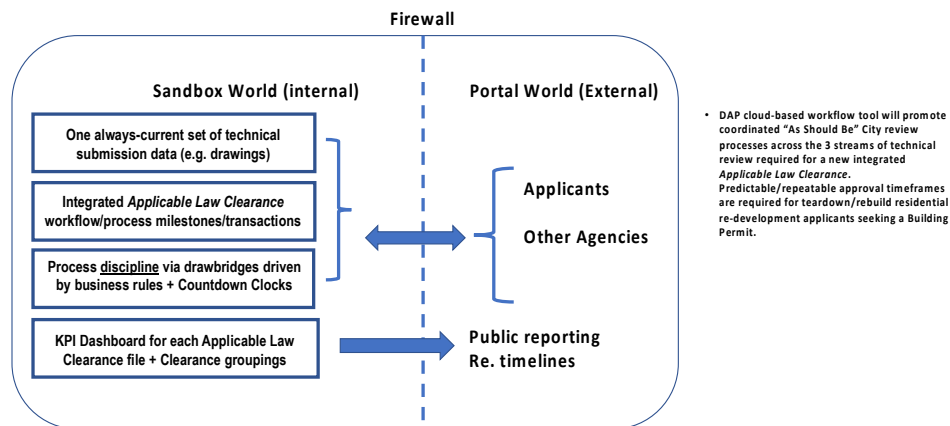 Firewall
Sandbox World (internal)
Portal World (External)
One always-current set of technical
submission data (e.g. drawings)
Integrated Applicable Law Clearance
workflow/process milestones/transactions
Process discipline via drawbridges driven
by business rules + Countdown Clocks
KPI Dashboard for each Applicable Law
Clearance file + Clearance groupings
Applicants
Other Agencies
Public reporting
Re. timelines
• DAP cloud-based workflow tool will promote
coordinated “As Should Be” City review
processes across the 3 streams of technical
review required for a new integrated
Applicable Law Clearance.
Predictable/repeatable approval timeframes
are required for teardown/rebuild residential
re-development applicants seeking a Building
Permit.